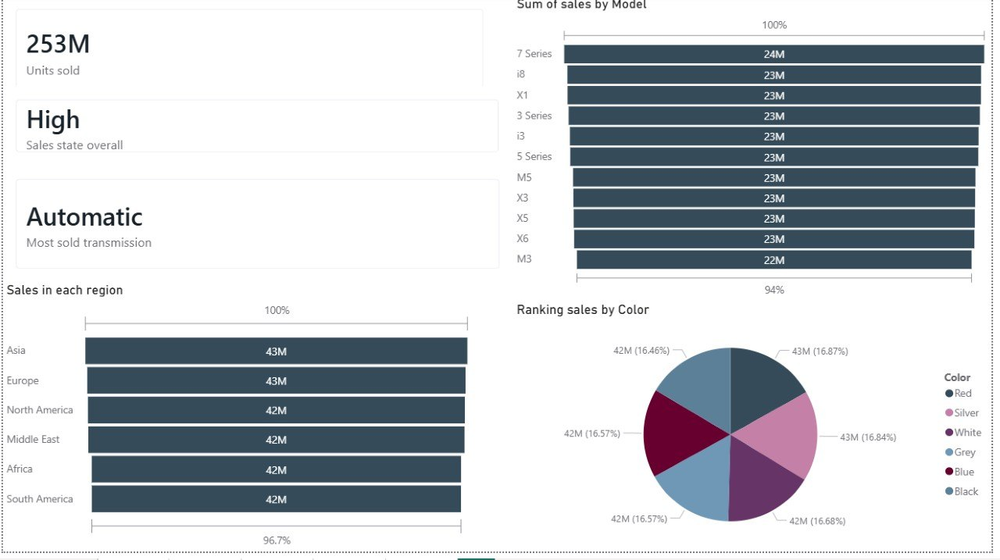 253M
Units sold
High
Sales state overall
Automatic
Most sold transmission
Sales in each region
100%
Asia 43M
Europe 43M
North America 42M
Middle East 42M
Africa 42M
South America 42M
96.7%
Sum of sales by Model
100%
7 Series 24M
i8 23M
X1 23M
3 Series 23M
i3 23M
5 Series 23M
M5 23M
X3 23M
X5 23M
X6 23M
M3 22M
94%
Ranking sales by Color
42M (16.46%)
43M (16.87%)
42M (16.57%)
43M (16.84%)
42M (16.57%)
42M (16.68%)
Color
Red
Silver
White
Grey
Blue
Black